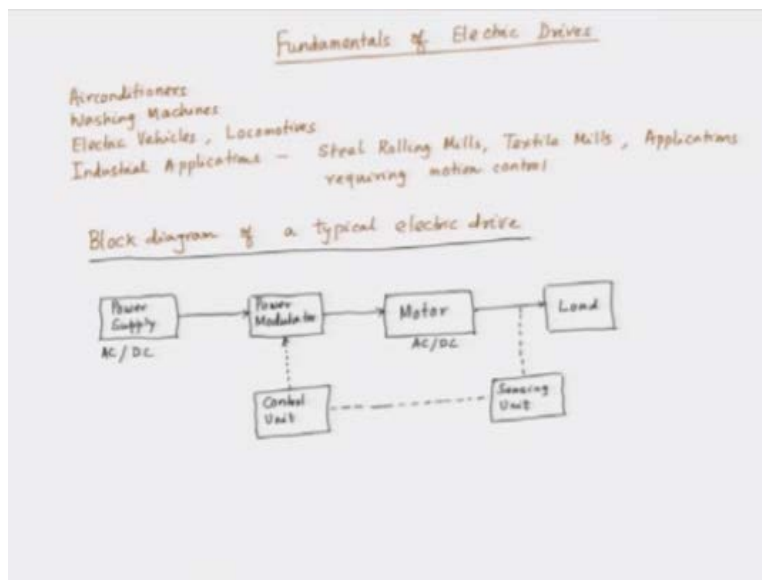 Fundamentals of Electric Drives
Airconditioners
Washing Machines
Electric Vehicles, Locomotives
Industrial Applications - Steel Rolling Mills, Textile Mills, Applications
requiring motion control
Block diagram of a typical electric drive
Power
Supply
AC/DC
Power
Modulator
Motor
AC/DC
Load
Control
Unit
Sensing
Unit